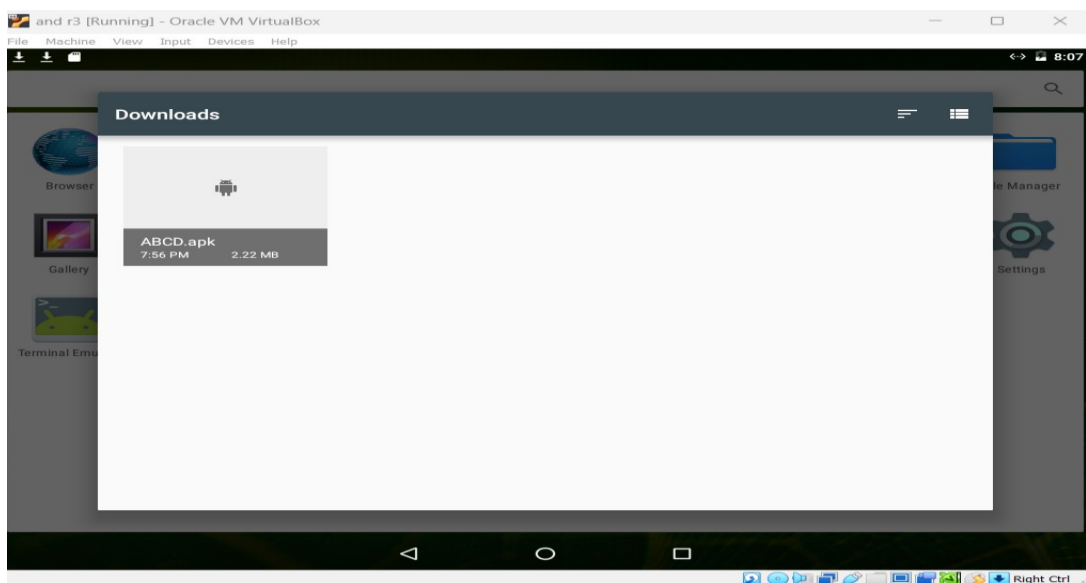 and r3 [Running] - Oracle VM VirtualBox
File Machine View Input Devices Help
8:07
Downloads
Browser
le Manager
ABCD.apk
7:56 PM 2.22 MB
Gallery
Settings
Terminal Emu
Right Ctrl